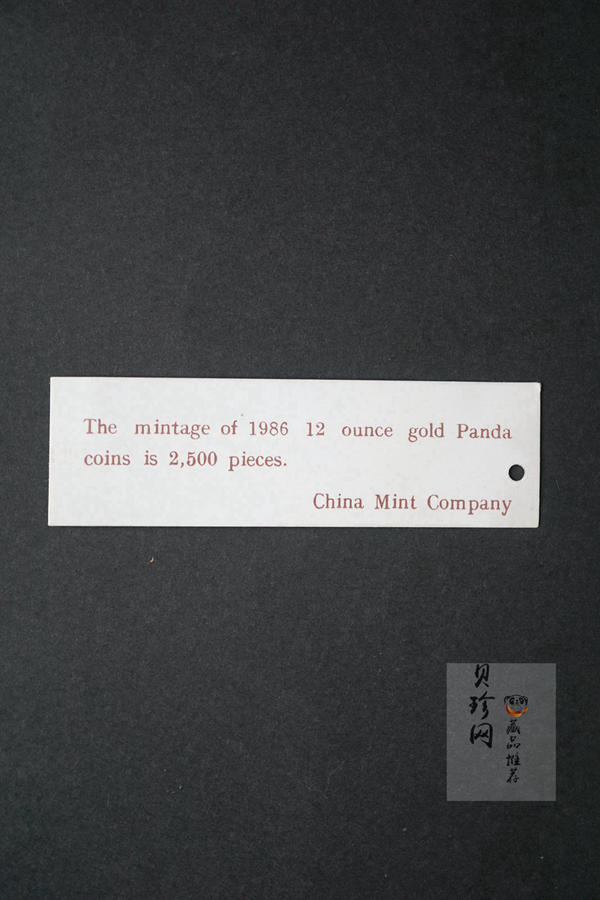 The mintage of 1986 12 ounce gold Panda
coins is 2,500 pieces.
China Mint Company
贝珍网
藏品推荐